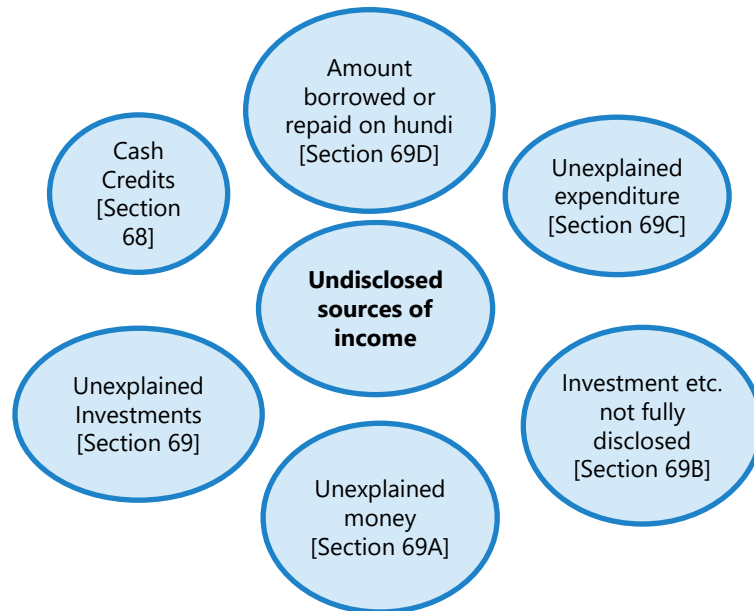 Amount
borrowed or
repaid on hundi
[Section 69D]
Cash
Credits
[Section
68]
Unexplained
expenditure
[Section 69C]
Undisclosed
sources of
income
Unexplained
Investments
[Section 69]
Investment etc.
not fully
disclosed
[Section 69B]
Unexplained
money
[Section 69A]